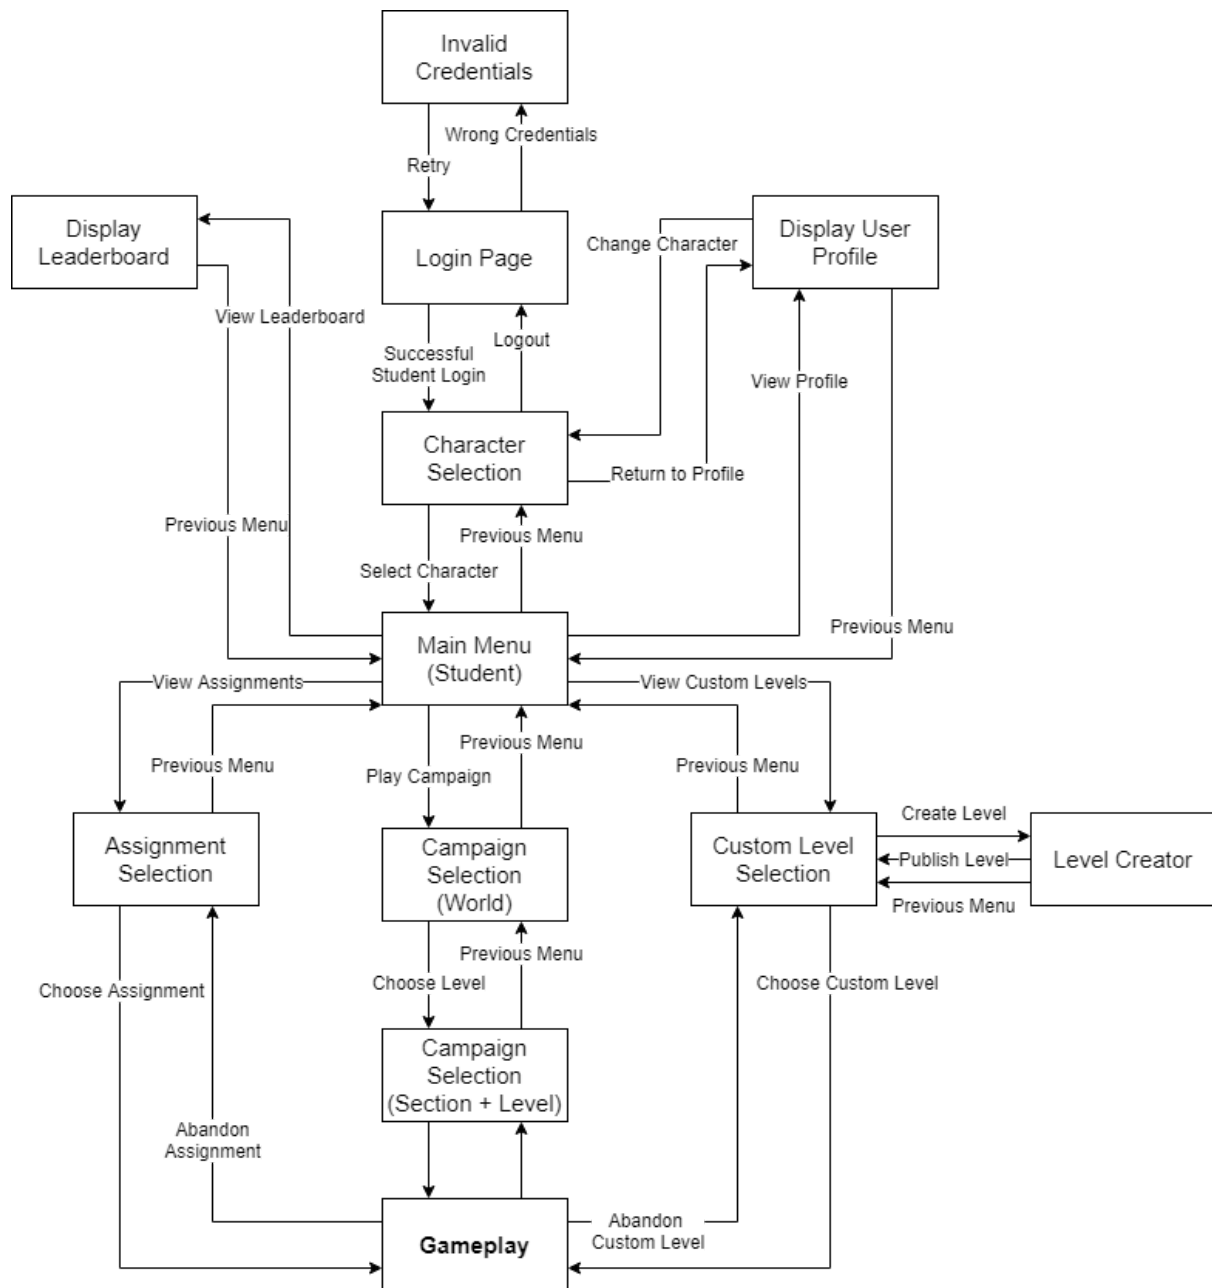 Invalid
Credentials
Wrong Credentials
Retry
Display
Leaderboard
Login Page
Display User
Profile
Change Character
View Leaderboard
Logout
Successful
Student Login
View Profile
Character
Selection
Return to Profile
Previous Menu
Previous Menu
Select Character
Previous Menu
Main Menu
(Student)
View Assignments
View Custom Levels
Previous Menu
Previous Menu
Previous Menu
Play Campaign
Create Level
Assignment
Selection
Campaign
Selection
(World)
Custom Level
Selection
Publish Level
Level Creator
Previous Menu
Previous Menu
Choose Assignment
Choose Level
Choose Custom Level
Campaign
Selection
(Section + Level)
Abandon
Assignment
Gameplay
Abandon
Custom Level